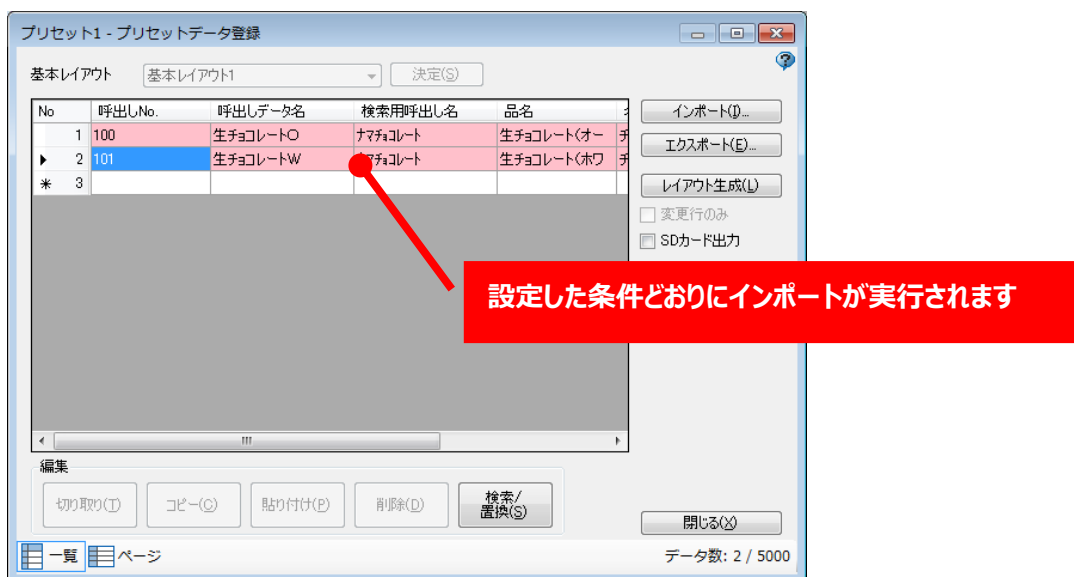 プリセット1 - プリセットデータ登録
基本レイアウト 基本レイアウト1 決定(S)
No 呼出しNo. 呼出しデータ名 検索用呼出し名 品名 インポート(I)...
1 100 生チョコレートO ナマチョコレート 生チョコレート(オー チ エクスポート(E)...
2 101 生チョコレートW マチョコレート 生チョコレート(ホワ チ
* 3 レイアウト生成(L)
変更行のみ
SDカード出力
設定した条件どおりにインポートが実行されます
編集
切り取り(T) コピー(C) 貼り付け(P) 削除(D) 検索/
置換(S)
閉じる(X)
一覧 ページ データ数: 2 / 5000